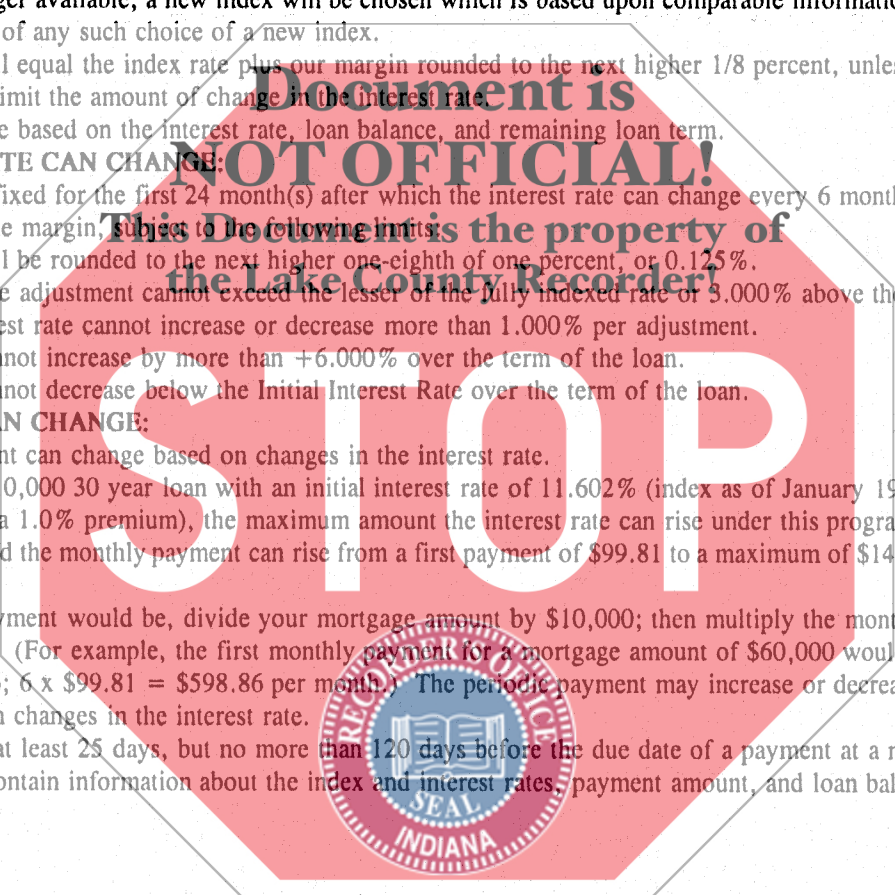 ger available, a new index will be chosen which is based upon comparable informatio
of any such choice of a new index.
l equal the index rate plus our margin rounded to the next higher 1/8 percent, unle
imit the amount of change in the interest rate.
Document is
e based on the interest rate, loan balance, and remaining loan term.
TE CAN CHANGE:
NOT OFFICIAL!
ixed for the first 24 month(s) after which the interest rate can change every 6 mont
e margin, subject to the following limits:
This Document is the property of
l be rounded to the next higher one-eighth of one percent, or 0.125%.
the Lake County Recorder!
e adjustment cannot exceed the lesser of the fully indexed rate or 3.000% above the
est rate cannot increase or decrease more than 1.000% per adjustment.
nnot increase by more than +6.000% over the term of the loan.
nnot decrease below the Initial Interest Rate over the term of the loan.
AN CHANGE:
STOP
nt can change based on changes in the interest rate.
0,000 30 year loan with an initial interest rate of 11.602% (index as of January 19
a 1.0% premium), the maximum amount the interest rate can rise under this progra
d the monthly payment can rise from a first payment of $99.81 to a maximum of $14
yment would be, divide your mortgage amount by $10,000; then multiply the mont
(For example, the first monthly payment for a mortgage amount of $60,000 woul
; 6 x $99.81 = $598.86 per month.) The periodic payment may increase or decrea
n changes in the interest rate.
at least 25 days, but no more than 120 days before the due date of a payment at a n
ontain information about the index and interest rates, payment amount, and loan bal
RECORDER'S OFFICE
SEAL
INDIANA